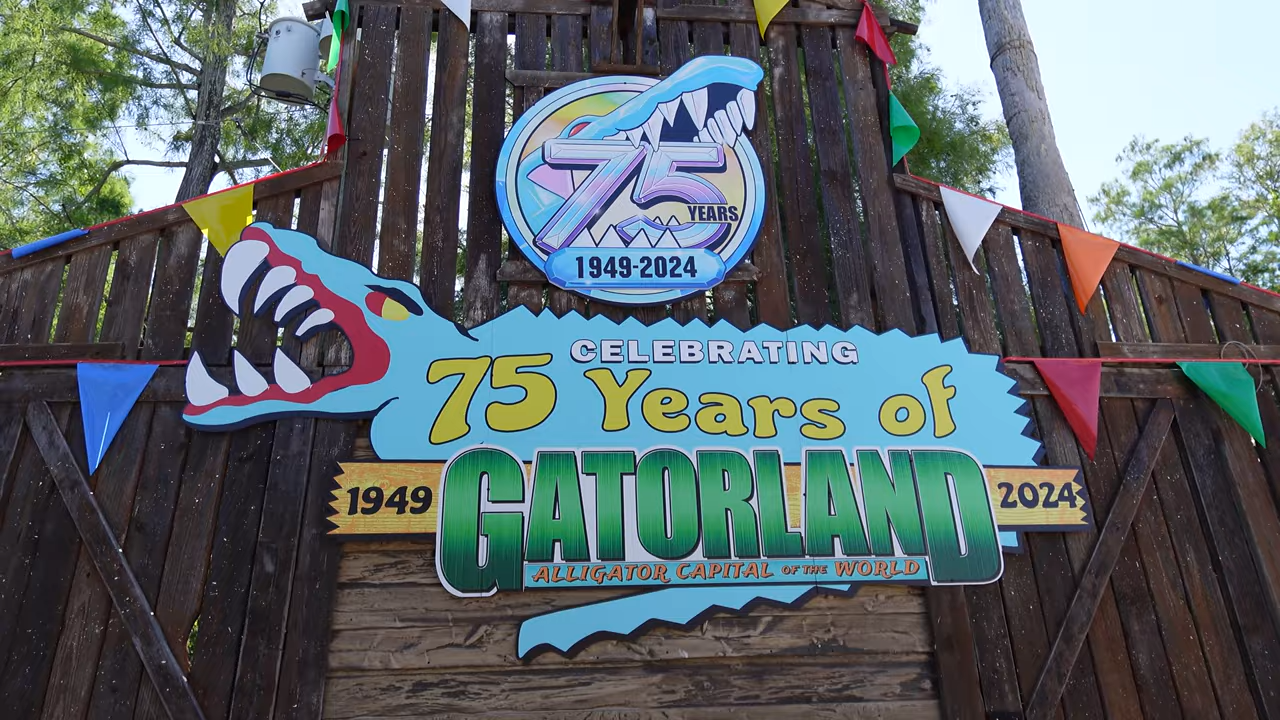 75
YEARS
1949-2024
CELEBRATING
75 Years of
1949 GATORLAND 2024
ALLIGATOR CAPITAL OF THE WORLD